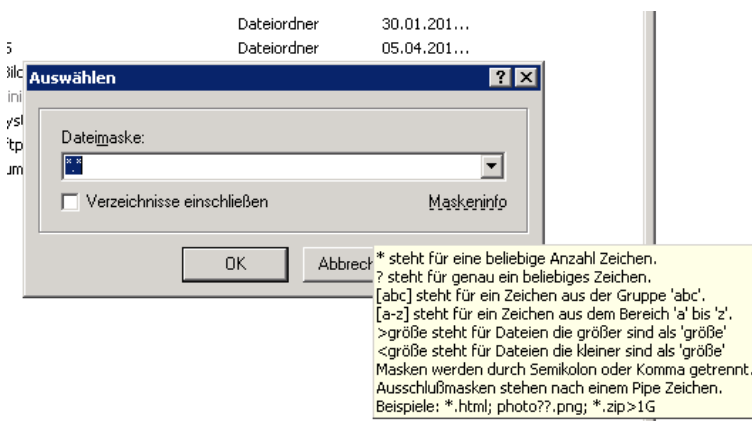 Dateiordner 30.01.201...
5 Dateiordner 05.04.201...
Auswählen
Dateimaske:
*.*
Verzeichnisse einschließen Maskeninfo
OK Abbrech
* steht für eine beliebige Anzahl Zeichen.
? steht für genau ein beliebiges Zeichen.
[abc] steht für ein Zeichen aus der Gruppe 'abc'.
[a-z] steht für ein Zeichen aus dem Bereich 'a' bis 'z'.
>größe steht für Dateien die größer sind als 'größe'
<größe steht für Dateien die kleiner sind als 'größe'
Masken werden durch Semikolon oder Komma getrennt.
Ausschlußmasken stehen nach einem Pipe Zeichen.
Beispiele: *.html; photo??.png; *.zip>1G